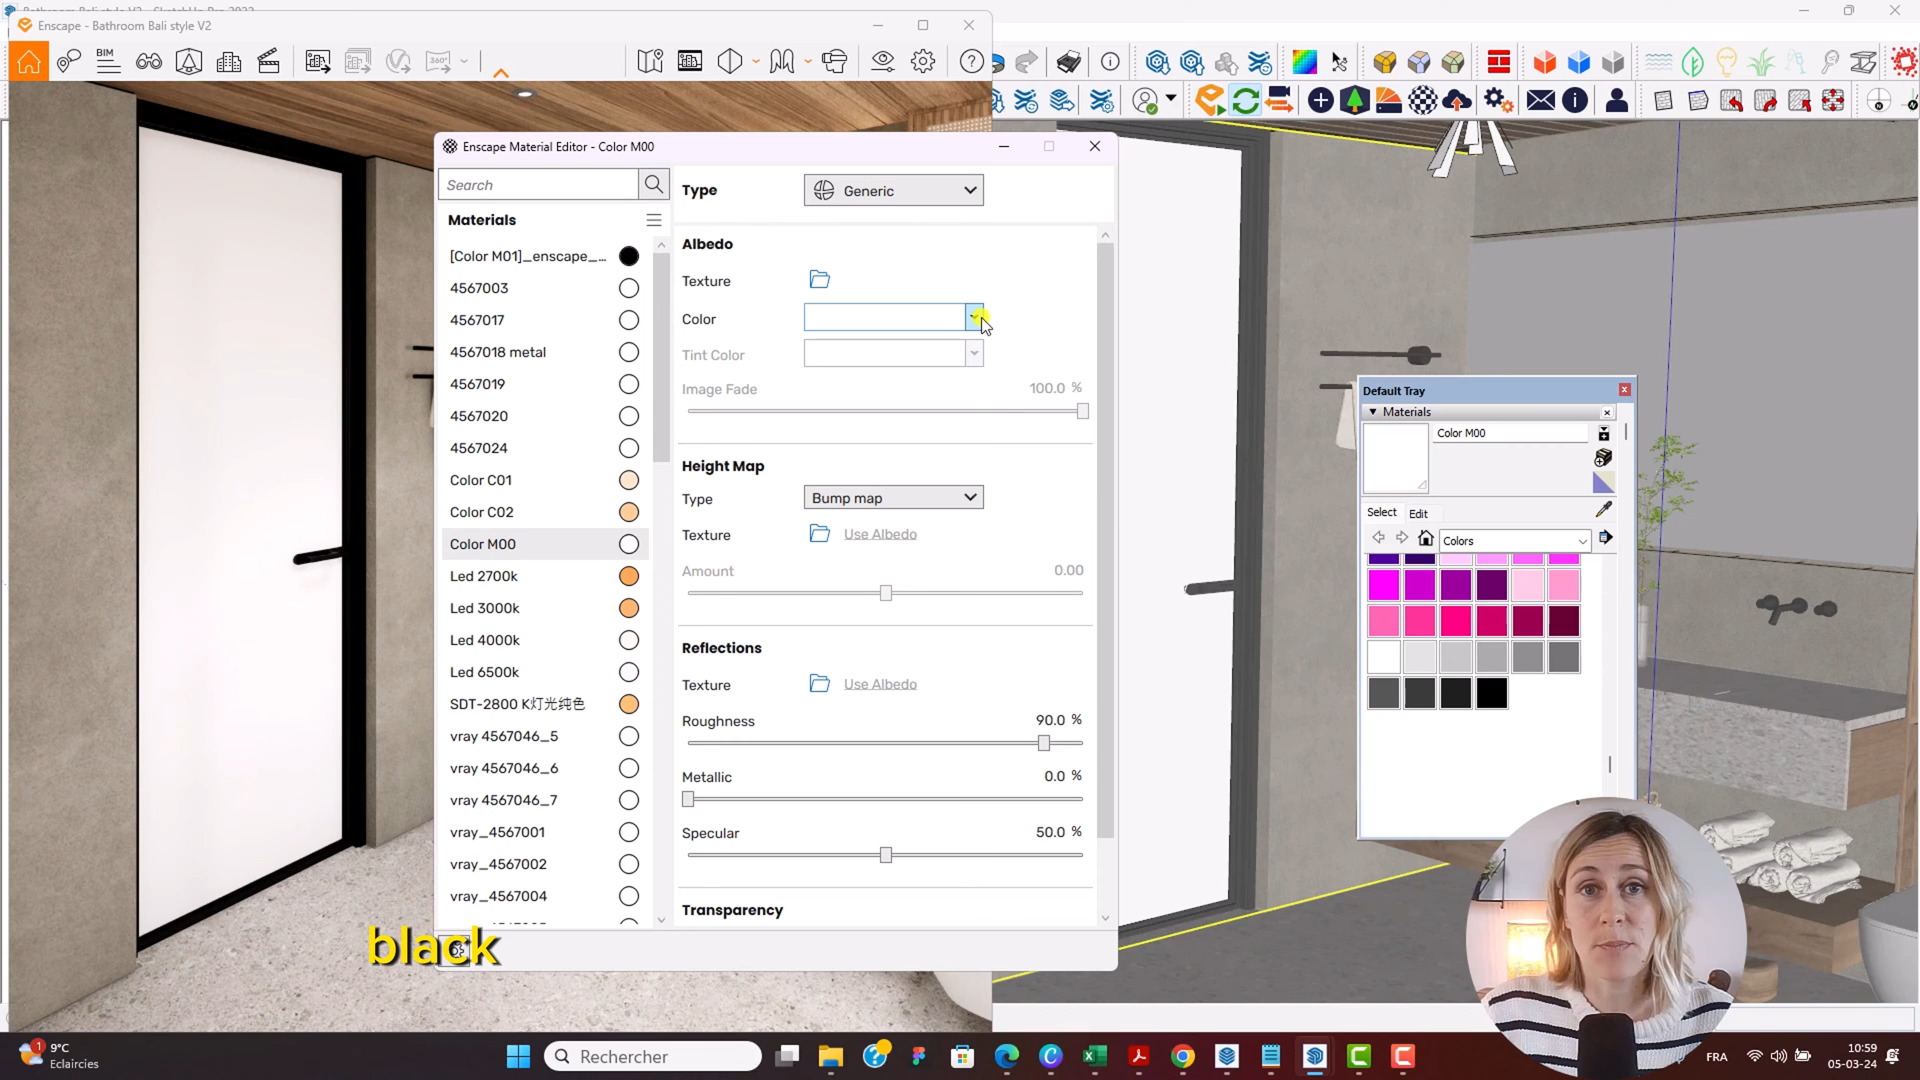 Enscape - Bathroom Bali style V2
BIM
360°
Enscape Material Editor - Color M00
Search
Materials
[Color M01]_enscape_...
4567003
4567017
4567018 metal
4567019
4567020
4567024
Color C01
Color C02
Color M00
Led 2700k
Led 3000k
Led 4000k
Led 6500k
SDT-2800 K灯光纯色
vray 4567046_5
vray 4567046_6
vray 4567046_7
vray_4567001
vray_4567002
vray_4567004
Type
Generic
Albedo
Texture
Color
Tint Color
Image Fade
100.0 %
Height Map
Type
Bump map
Texture
Use Albedo
Amount
0.00
Reflections
Texture
Use Albedo
Roughness
90.0 %
Metallic
0.0 %
Specular
50.0 %
Transparency
Default Tray
Materials
Color M00
Select
Edit
Colors
black
1
9°C
Eclaircies
Rechercher
FRA
10:59
05-03-24